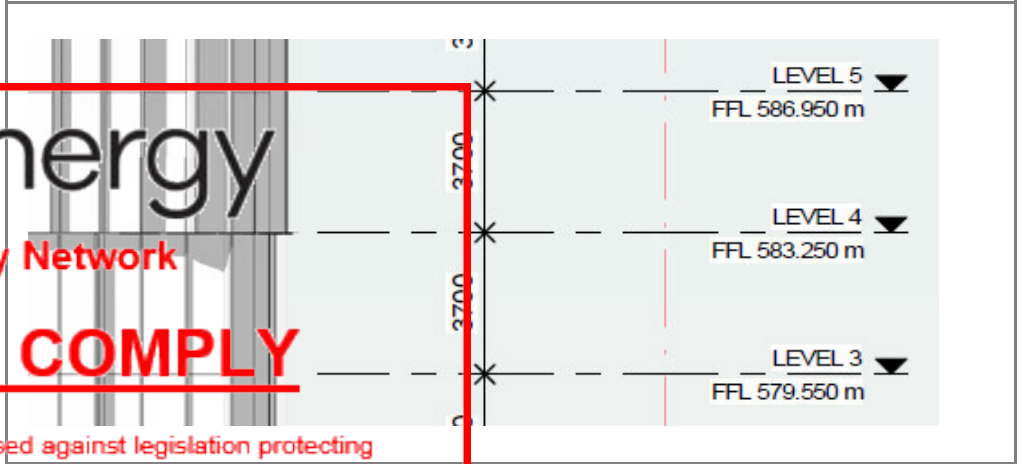 LEVEL 5
FFL 586.950 m
nergy
3700
LEVEL 4
FFL 583.250 m
y Network
3700
COMPLY
LEVEL 3
FFL 579.550 m
sed against legislation protecting